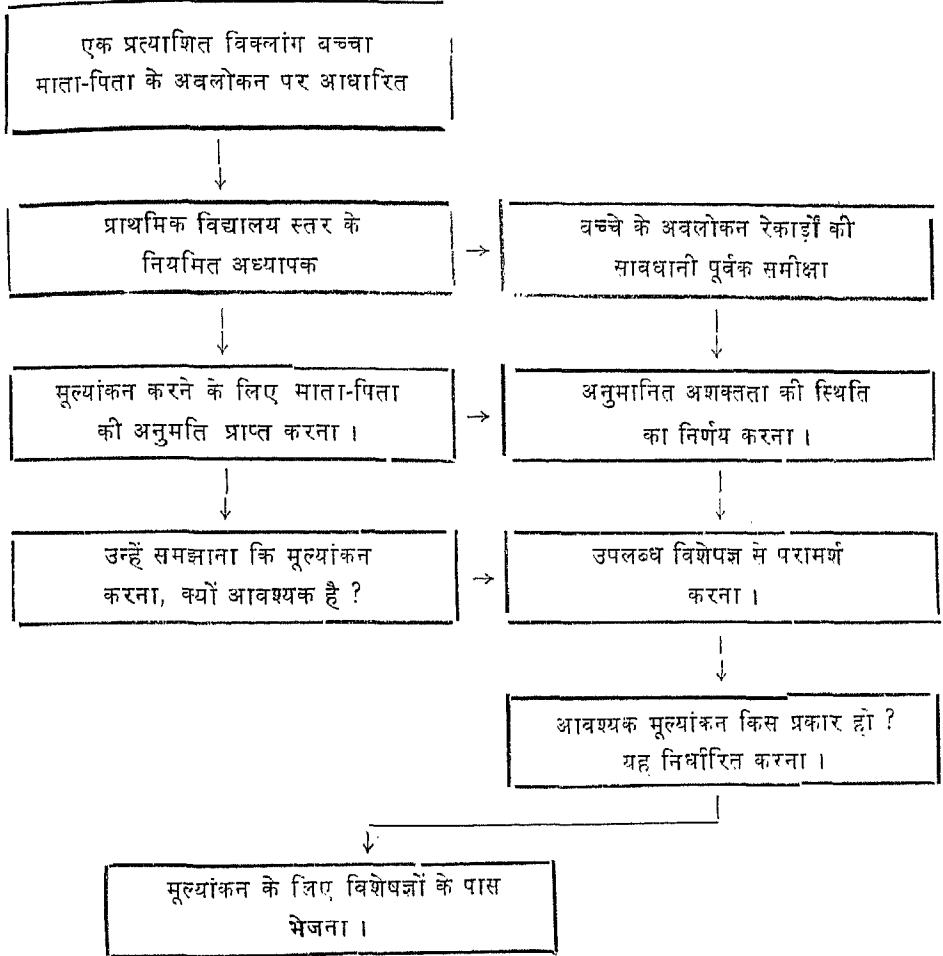 एक प्रत्याशित विक्लांग बच्चा
माता-पिता के अवलोकन पर आधारित
प्राथमिक विद्यालय स्तर के
नियमित अध्यापक
बच्चे के अवलोकन रेकार्डों की
सावधानी पूर्वक समीक्षा
मूल्यांकन करने के लिए माता-पिता
की अनुमति प्राप्त करना ।
अनुमानित अशक्तता की स्थिति
का निर्णय करना ।
उन्हें समझाना कि मूल्यांकन
करना, क्यों आवश्यक है ?
उपलब्ध विशेषज्ञ से परामर्श
करना ।
आवश्यक मूल्यांकन किस प्रकार हो ?
यह निर्धारित करना ।
मूल्यांकन के लिए विशेषज्ञों के पास
भेजना ।